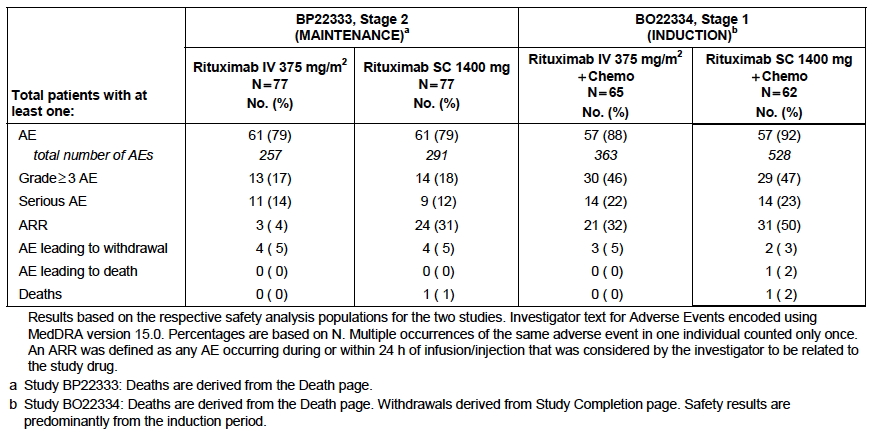 BP22333, Stage 2
(MAINTENANCE)a
BO22334, Stage 1
(INDUCTION)b
Total patients with at
least one:
Rituximab IV 375 mg/m2
N=77
No. (%)
Rituximab SC 1400 mg
N=77
No. (%)
Rituximab IV 375 mg/m2
+Chemo
N=65
No. (%)
Rituximab SC 1400 mg
+Chemo
N=62
No. (%)
AE 61 (79) 61 (79) 57 (88) 57 (92)
total number of AEs 257 291 363 528
Grade≥3 AE 13 (17) 14 (18) 30 (46) 29 (47)
Serious AE 11 (14) 9 (12) 14 (22) 14 (23)
ARR 3 ( 4) 24 (31) 21 (32) 31 (50)
AE leading to withdrawal 4 ( 5) 4 ( 5) 3 ( 5) 2 ( 3)
AE leading to death 0 ( 0) 0 ( 0) 0 ( 0) 1 ( 2)
Deaths 0 ( 0) 1 ( 1) 0 ( 0) 1 ( 2)
Results based on the respective safety analysis populations for the two studies. Investigator text for Adverse Events encoded using
MedDRA version 15.0. Percentages are based on N. Multiple occurrences of the same adverse event in one individual counted only once.
An ARR was defined as any AE occurring during or within 24 h of infusion/injection that was considered by the investigator to be related to
the study drug.
a Study BP22333: Deaths are derived from the Death page.
b Study BO22334: Deaths are derived from the Death page. Withdrawals derived from Study Completion page. Safety results are
predominantly from the induction period.